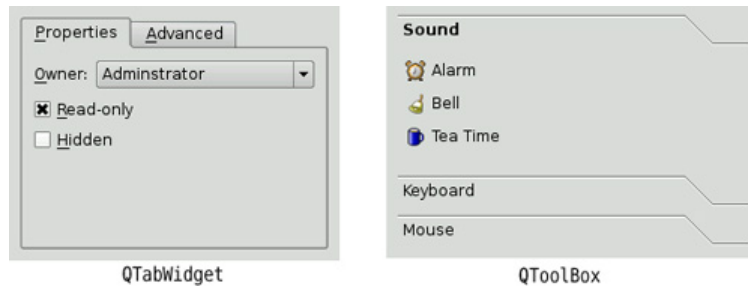 Properties Advanced
Owner: Adminstrator
Read-only
Hidden
QTabWidget
Sound
Alarm
Bell
Tea Time
Keyboard
Mouse
QToolBox